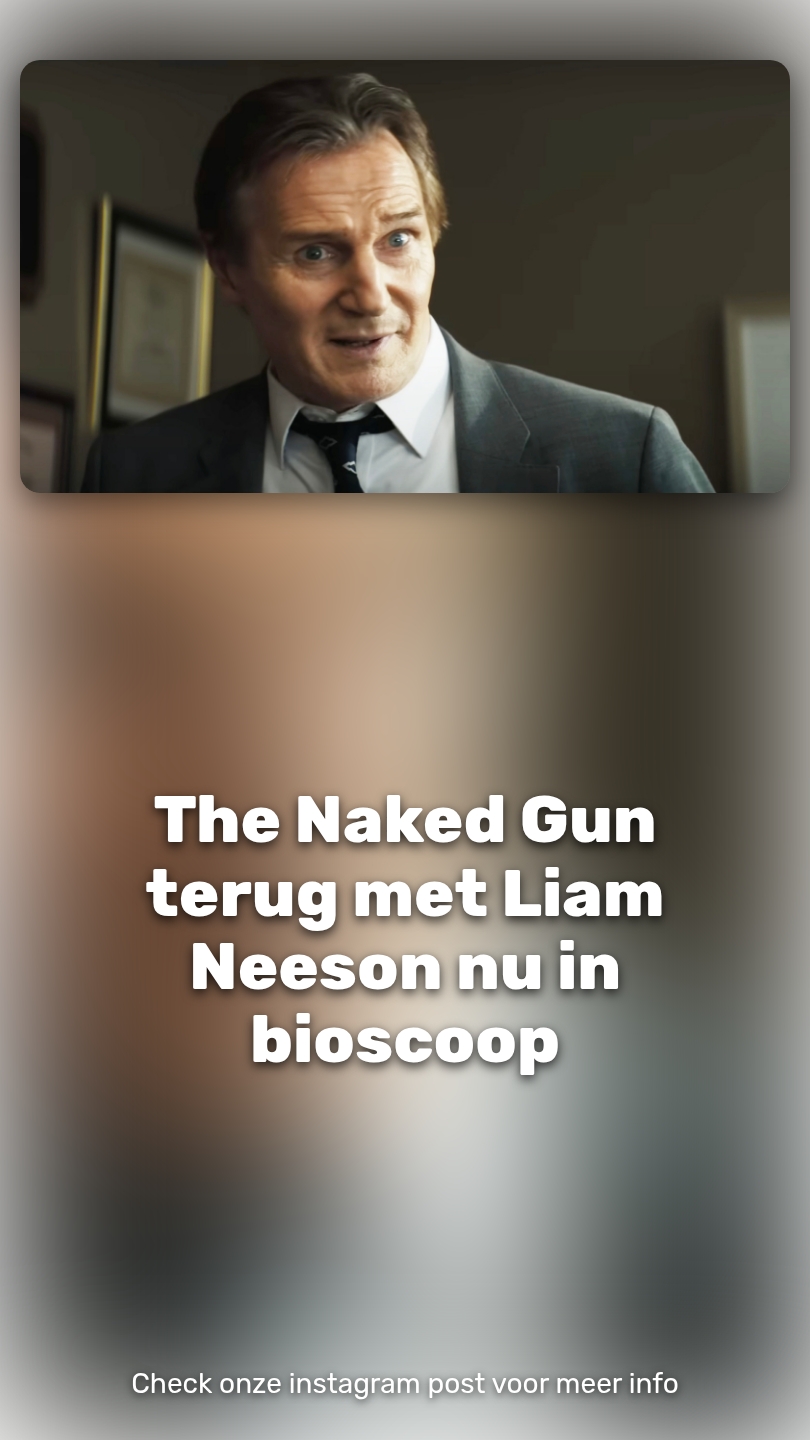 The Naked Gun
terug met Liam
Neeson nu in
bioscoop
Check onze instagram post voor meer info